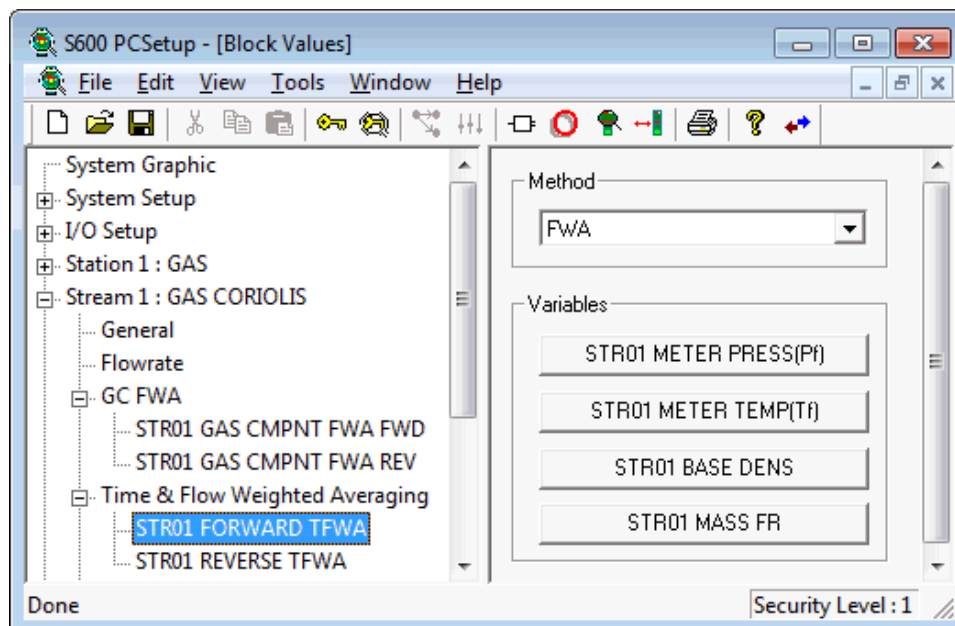 S600 PCSetup - [Block Values]
File Edit View Tools Window Help
System Graphic
System Setup
I/O Setup
Station 1 : GAS
Stream 1 : GAS CORIOLIS
General
Flowrate
GC FWA
STR01 GAS CMPNT FWA FWD
STR01 GAS CMPNT FWA REV
Time & Flow Weighted Averaging
STR01 FORWARD TFWA
STR01 REVERSE TFWA
Method
FWA
Variables
STR01 METER PRESS(Pf)
STR01 METER TEMP(Tf)
STR01 BASE DENS
STR01 MASS FR
Done
Security Level : 1